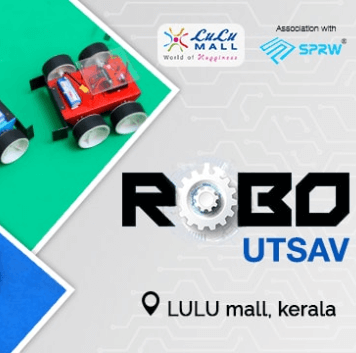 LuLu
MALL
World of Happiness
Association with
SPRW®
ROBO
UTSAV
LULU mall, kerala